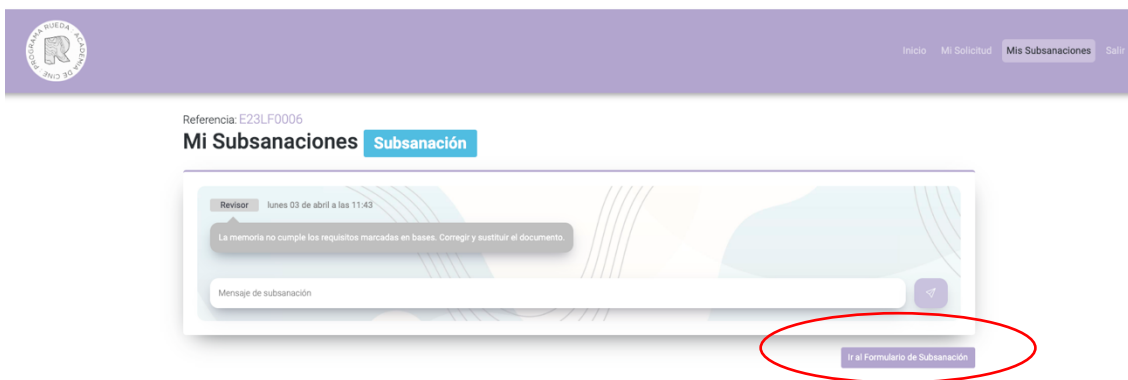 PROGRAMA RUEDA ACADEMIA DE CINE
R
Inicio Mi Solicitud Mis Subsanaciones Salir
Referencia: E23LF0006
Mi Subsanaciones Subsanación
Revisor lunes 03 de abril a las 11:43
La memoria no cumple los requisitos marcadas en bases. Corregir y sustituir el documento.
Mensaje de subsanación
Ir al Formulario de Subsanación